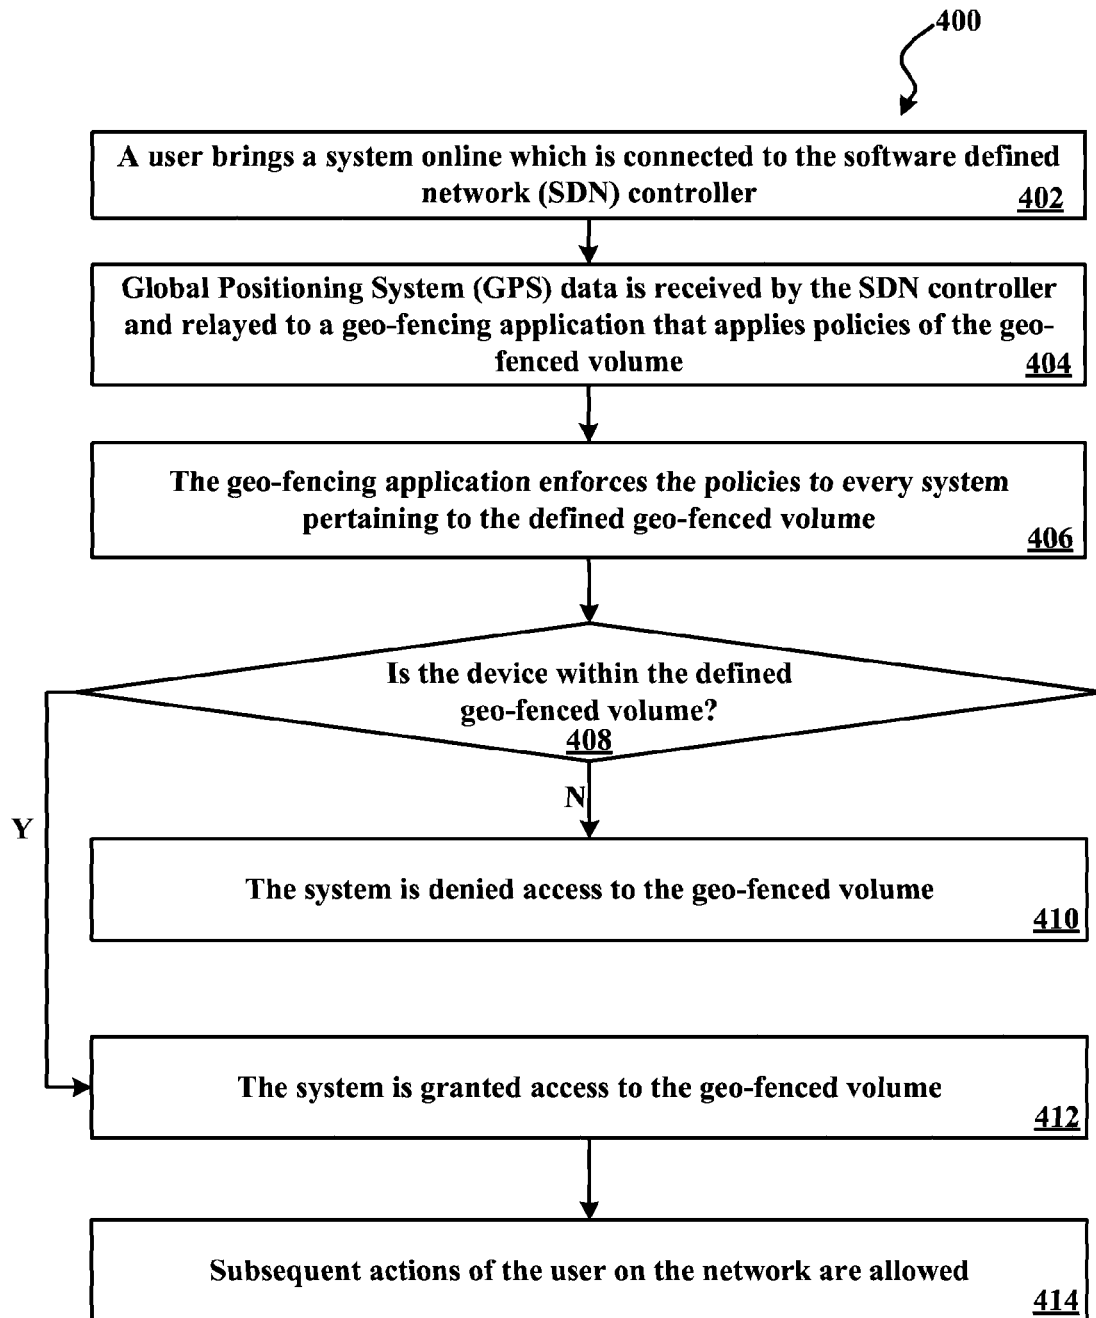 400
A user brings a system online which is connected to the software defined
network (SDN) controller
402
Global Positioning System (GPS) data is received by the SDN controller
and relayed to a geo-fencing application that applies policies of the geo-
fenced volume
404
The geo-fencing application enforces the policies to every system
pertaining to the defined geo-fenced volume
406
Is the device within the defined
geo-fenced volume?
408
N
Y
The system is denied access to the geo-fenced volume
410
The system is granted access to the geo-fenced volume
412
Subsequent actions of the user on the network are allowed
414